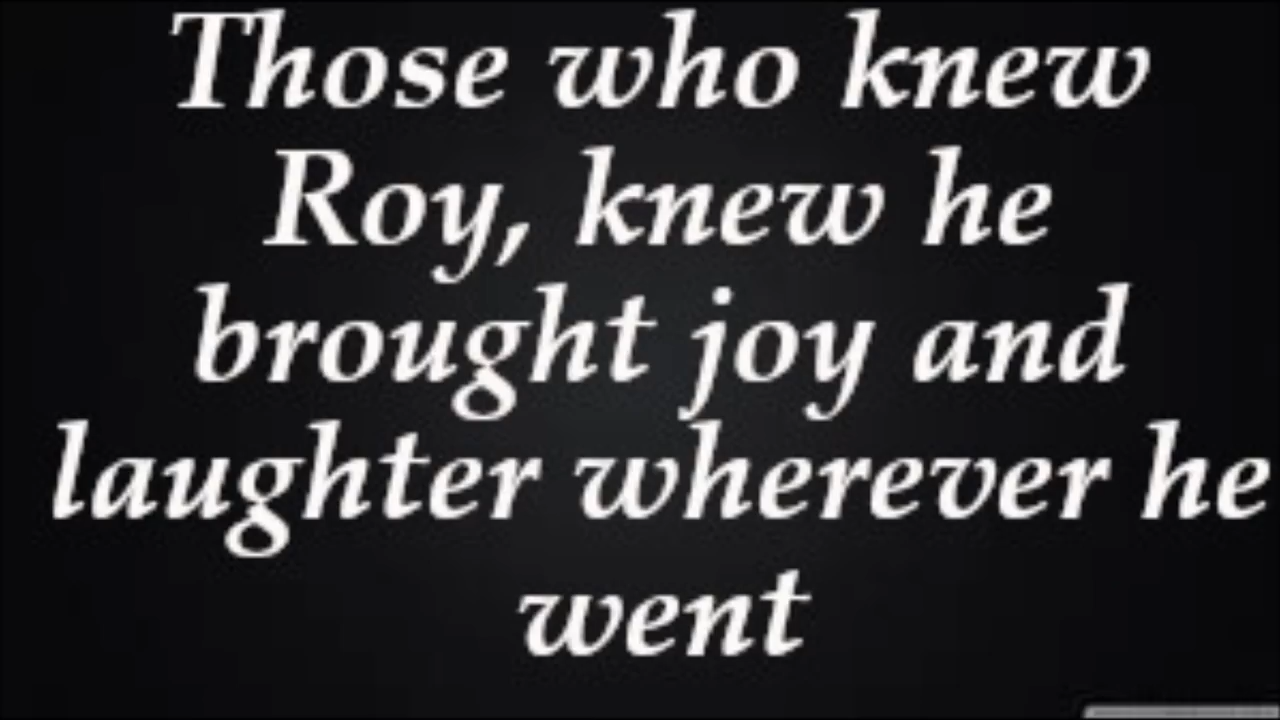 Those who knew
Roy, knew he
brought joy and
laughter wherever he
went